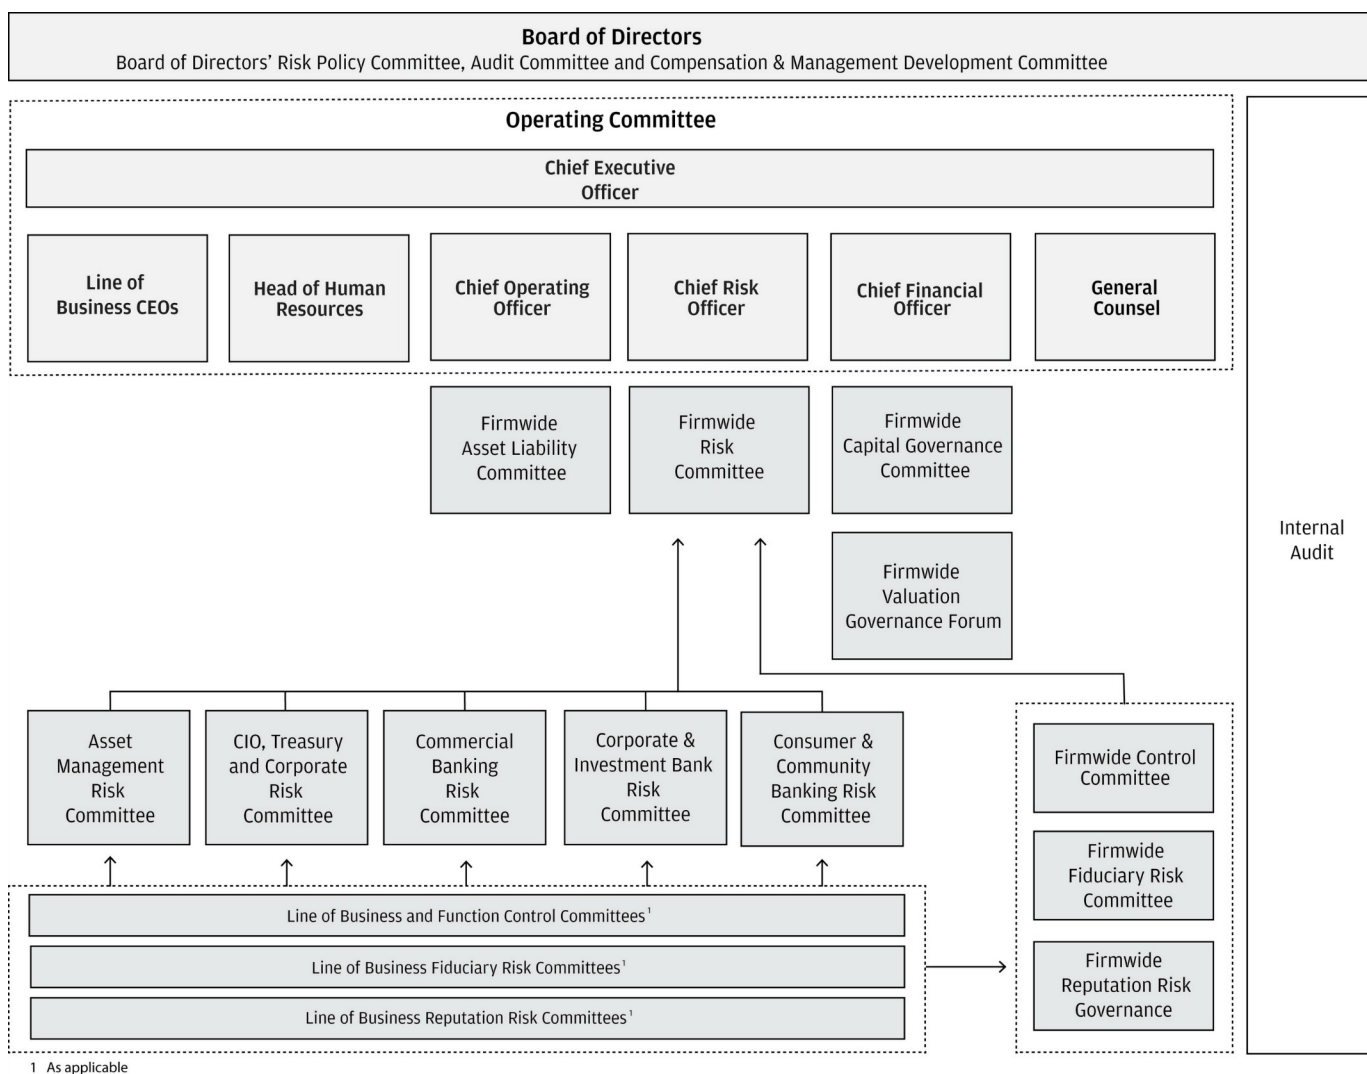 Board of Directors
Board of Directors' Risk Policy Committee, Audit Committee and Compensation & Management Development Committee
Operating Committee
Chief Executive
Officer
Line of
Business CEOs
Head of Human
Resources
Chief Operating
Officer
Chief Risk
Officer
Chief Financial
Officer
General
Counsel
Firmwide
Asset Liability
Committee
Firmwide
Risk
Committee
Firmwide
Capital Governance
Committee
Firmwide
Valuation
Governance Forum
Internal
Audit
Asset
Management
Risk
Committee
CIO, Treasury
and Corporate
Risk
Committee
Commercial
Banking
Risk
Committee
Corporate &
Investment Bank
Risk
Committee
Consumer &
Community
Banking Risk
Committee
Firmwide Control
Committee
Firmwide
Fiduciary Risk
Committee
Firmwide
Reputation Risk
Governance
Line of Business and Function Control Committees¹
Line of Business Fiduciary Risk Committees¹
Line of Business Reputation Risk Committees¹
1 As applicable